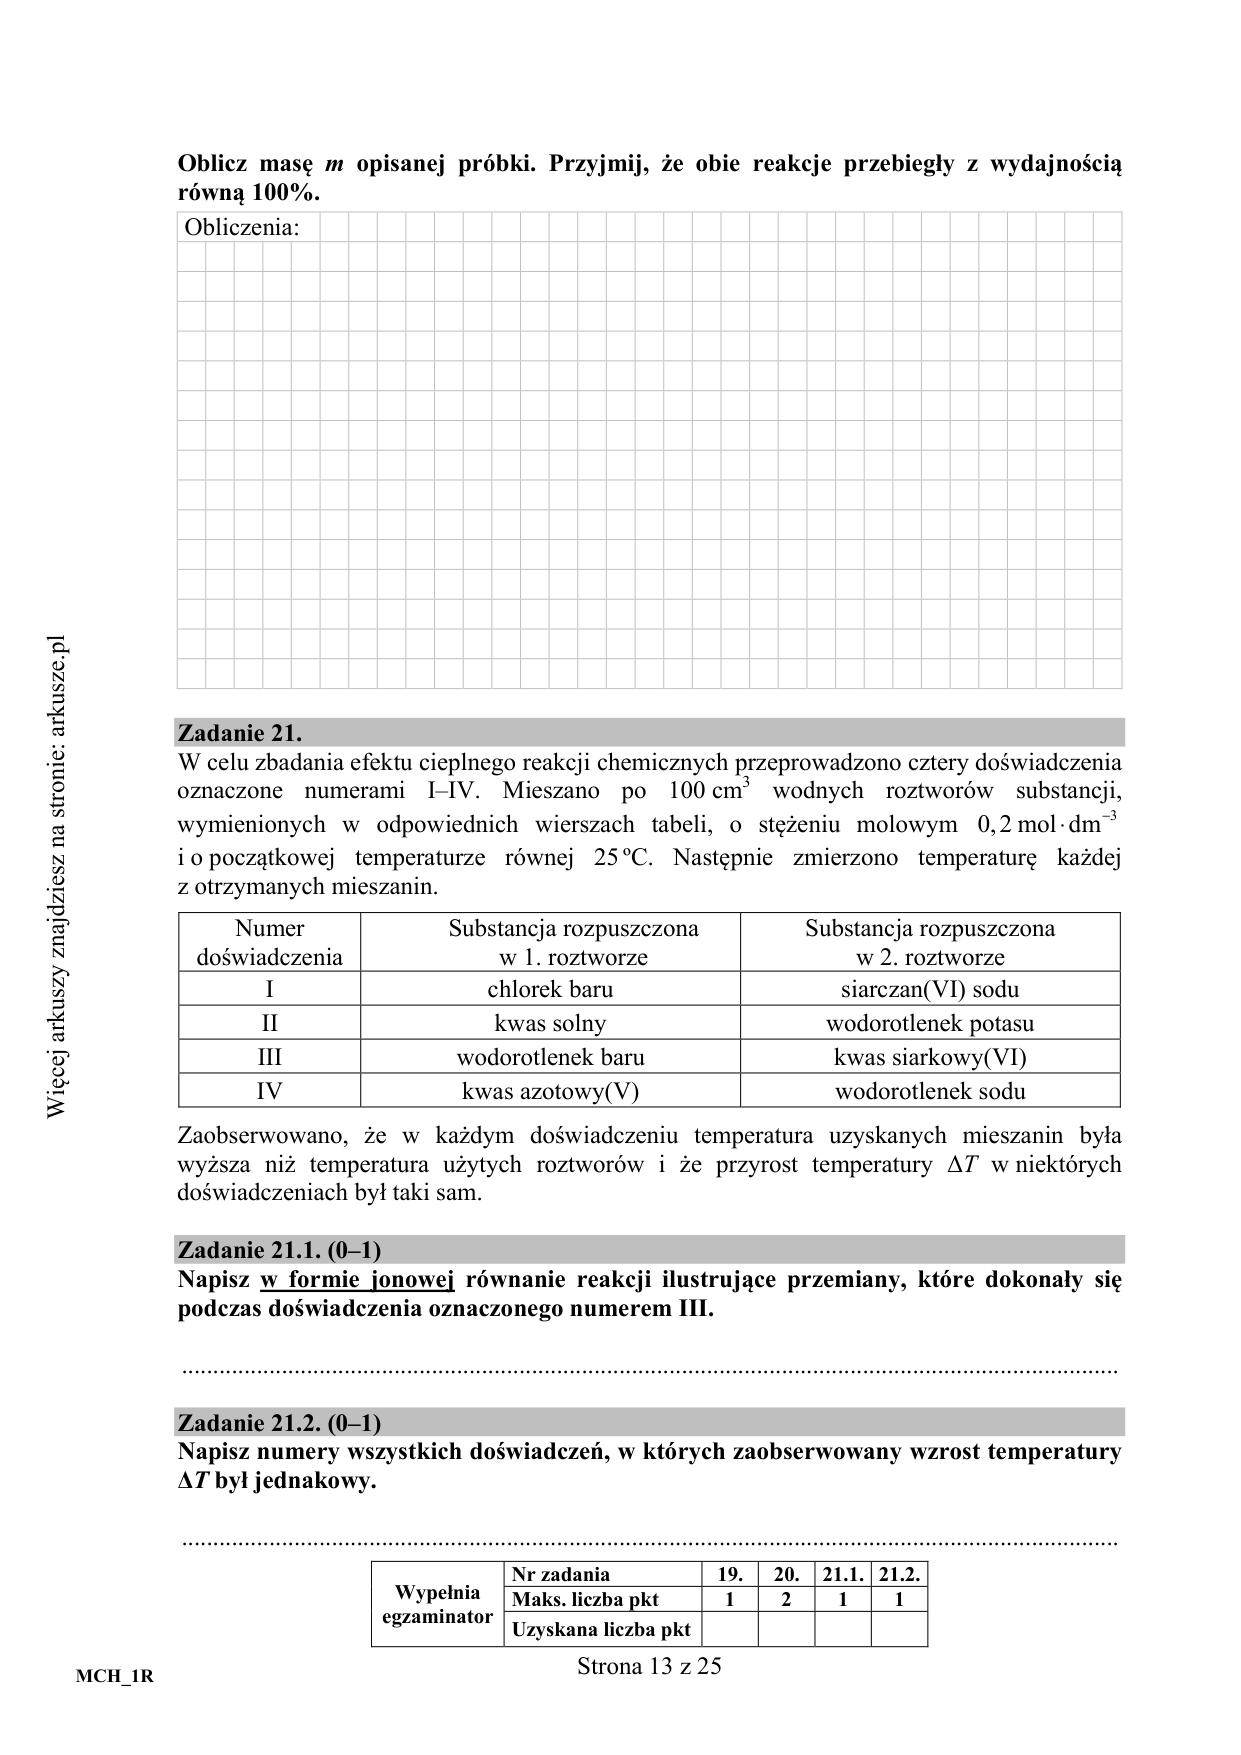 Oblicz masę m opisanej próbki. Przyjmij, że obie reakcje przebiegły z wydajnością
równą 100%.
Obliczenia:
Zadanie 21.
W celu zbadania efektu cieplnego reakcji chemicznych przeprowadzono cztery doświadczenia
oznaczone numerami I–IV. Mieszano po 100 cm³ wodnych roztworów substancji,
wymienionych w odpowiednich wierszach tabeli, o stężeniu molowym 0,2 mol·dm⁻³
i o początkowej temperaturze równej 25 ºC. Następnie zmierzono temperaturę każdej
z otrzymanych mieszanin.
Numer doświadczenia | Substancja rozpuszczona w 1. roztworze | Substancja rozpuszczona w 2. roztworze
I | chlorek baru | siarczan(VI) sodu
II | kwas solny | wodorotlenek potasu
III | wodorotlenek baru | kwas siarkowy(VI)
IV | kwas azotowy(V) | wodorotlenek sodu
Zaobserwowano, że w każdym doświadczeniu temperatura uzyskanych mieszanin była
wyższa niż temperatura użytych roztworów i że przyrost temperatury ΔT w niektórych
doświadczeniach był taki sam.
Zadanie 21.1. (0–1)
Napisz w formie jonowej równanie reakcji ilustrujące przemiany, które dokonały się
podczas doświadczenia oznaczonego numerem III.
Zadanie 21.2. (0–1)
Napisz numery wszystkich doświadczeń, w których zaobserwowany wzrost temperatury
ΔT był jednakowy.
Wypełnia egzaminator
Nr zadania | 19. | 20. | 21.1. | 21.2.
Maks. liczba pkt | 1 | 2 | 1 | 1
Uzyskana liczba pkt
Strona 13 z 25
MCH_1R
Więcej arkuszy znajdziesz na stronie: arkusze.pl